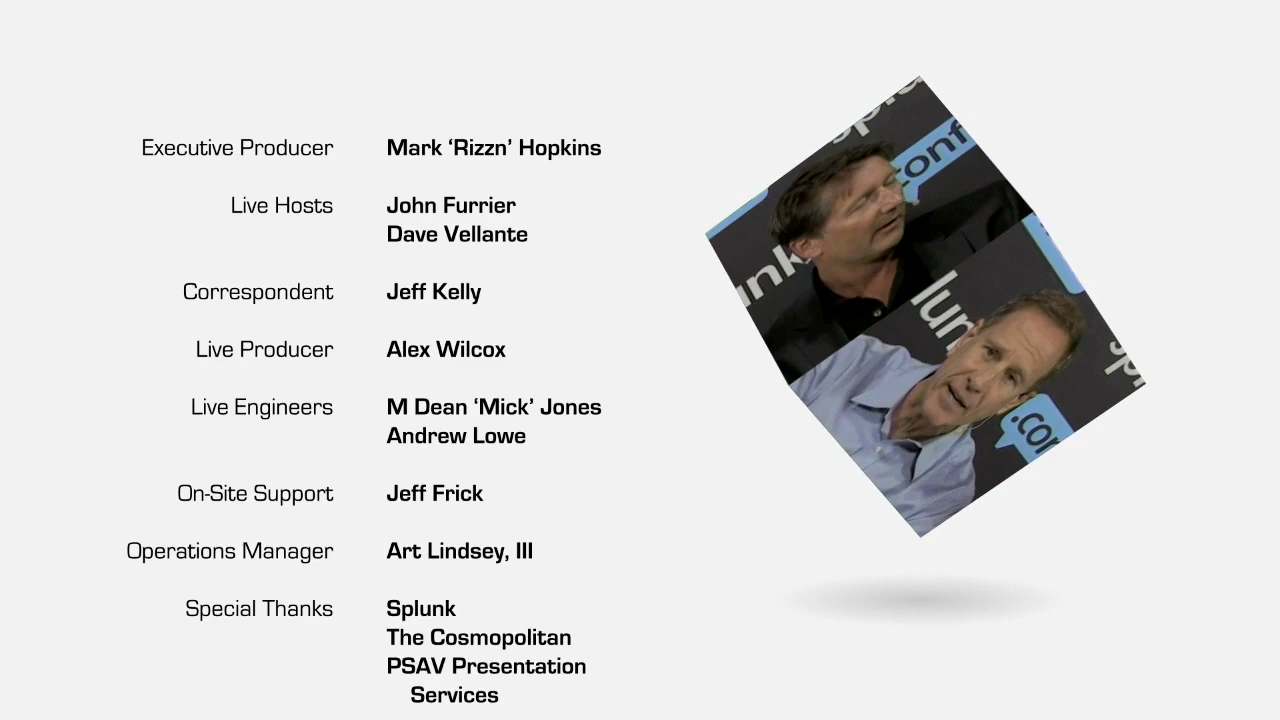 Executive Producer Mark ‘Rizzn’ Hopkins
Live Hosts John Furrier
Dave Vellante
Correspondent Jeff Kelly
Live Producer Alex Wilcox
Live Engineers M Dean ‘Mick’ Jones
Andrew Lowe
On-Site Support Jeff Frick
Operations Manager Art Lindsey, III
Special Thanks Splunk
The Cosmopolitan
PSAV Presentation
Services
conf
lun